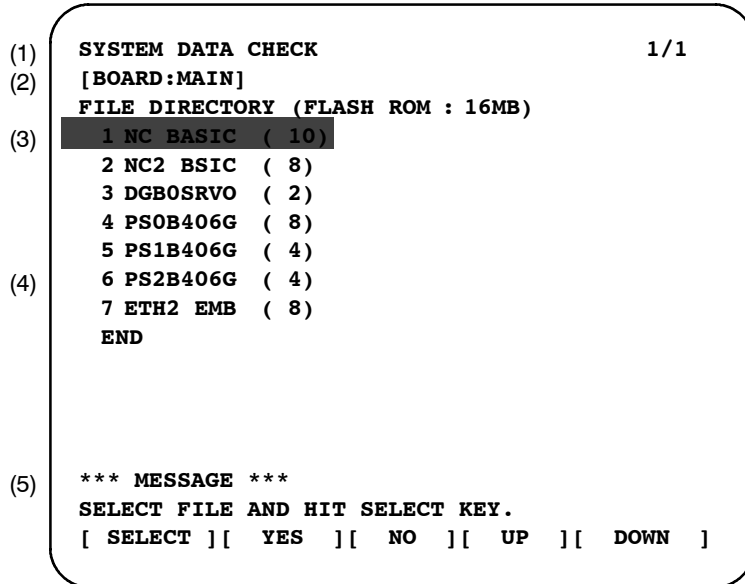 (1) SYSTEM DATA CHECK 1/1
(2) [BOARD:MAIN]
FILE DIRECTORY (FLASH ROM : 16MB)
(3) 1 NC BASIC ( 10)
2 NC2 BSIC ( 8)
3 DGB0SRVO ( 2)
4 PS0B406G ( 8)
5 PS1B406G ( 4)
(4) 6 PS2B406G ( 4)
7 ETH2 EMB ( 8)
END
(5) *** MESSAGE ***
SELECT FILE AND HIT SELECT KEY.
[ SELECT ][ YES ][ NO ][ UP ][ DOWN ]